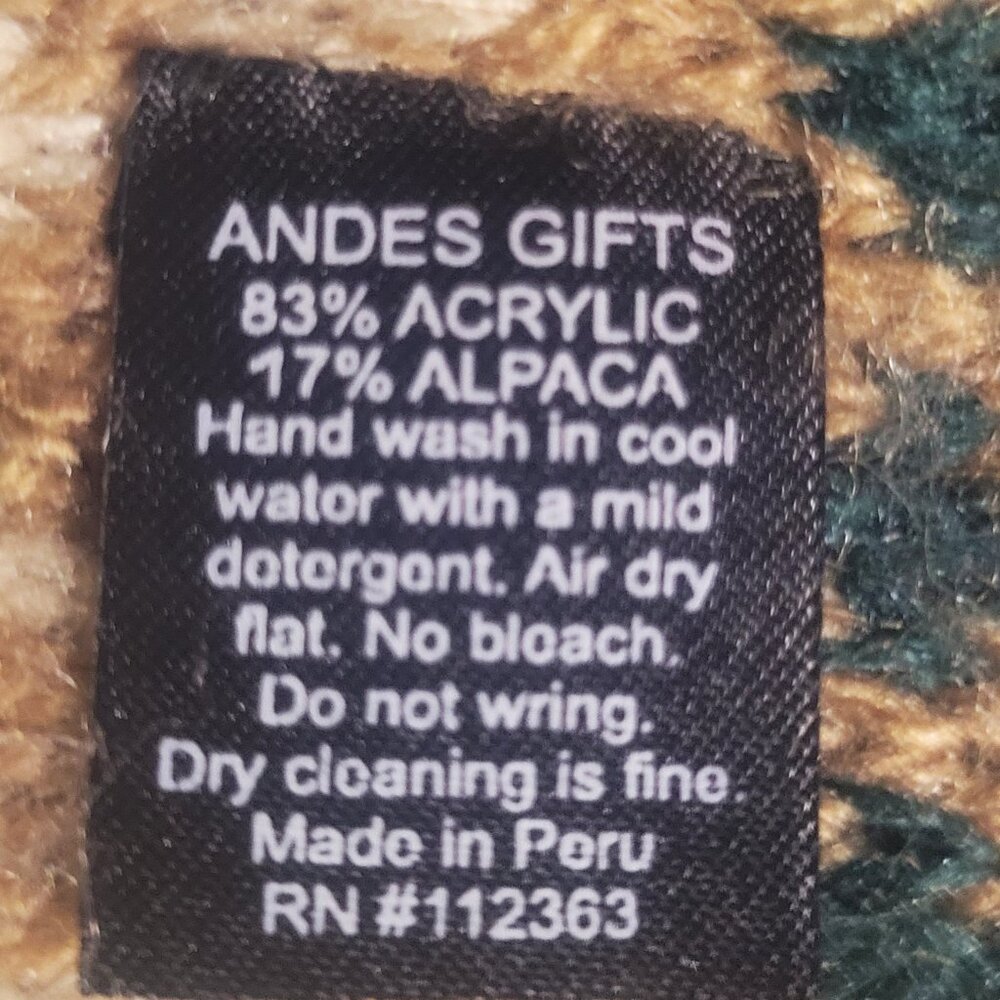 ANDES GIFTS
83% ACRYLIC
17% ALPACA
Hand wash in cool
water with a mild
detergent. Air dry
flat. No bleach.
Do not wring.
Dry cleaning is fine.
Made in Peru
RN #112363